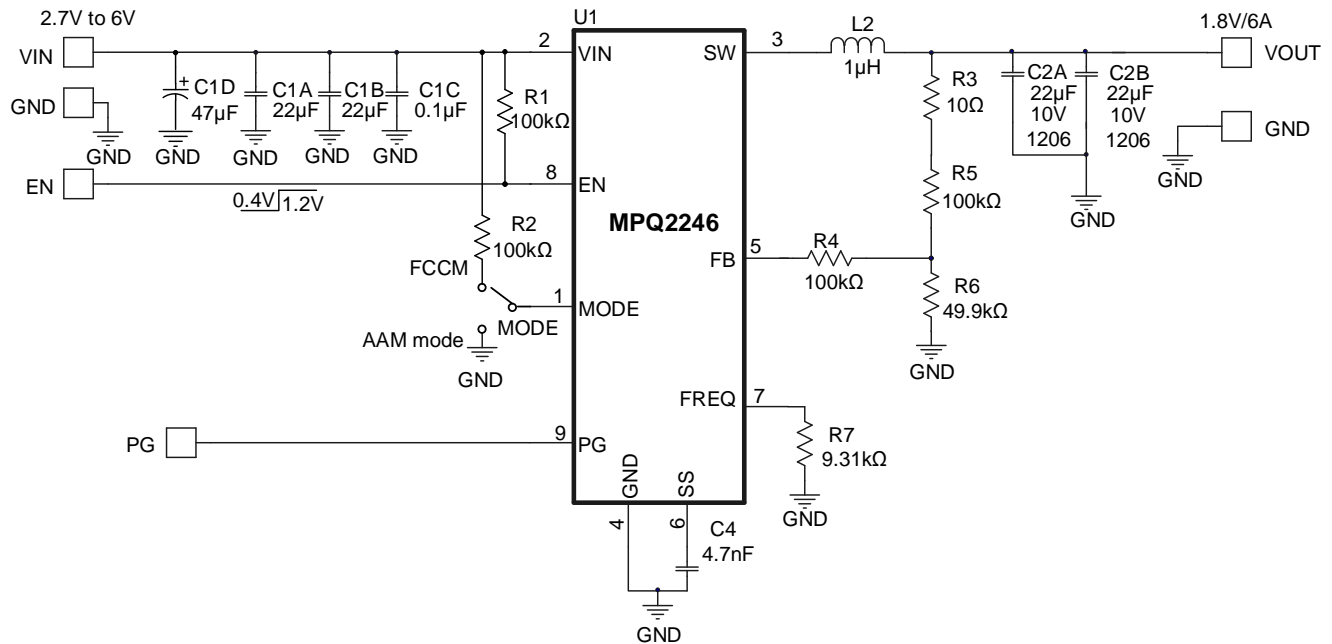 2.7V to 6V
U1
1.8V/6A
VIN
2
VIN
SW
3
L2
1µH
VOUT
+
C1D
47µF
C1A
22µF
C1B
22µF
C1C
0.1µF
R1
100kΩ
R3
10Ω
C2A
22µF
10V
1206
C2B
22µF
10V
1206
GND
GND
GND
GND
GND
GND
GND
GND
GND
GND
EN
0.4V
1.2V
8
EN
MPQ2246
R5
100kΩ
R2
100kΩ
FB
5
R4
100kΩ
R6
49.9kΩ
GND
FCCM
1
MODE
MODE
AAM mode
GND
FREQ
7
R7
9.31kΩ
GND
PG
9
PG
GND
SS
4
6
C4
4.7nF
GND